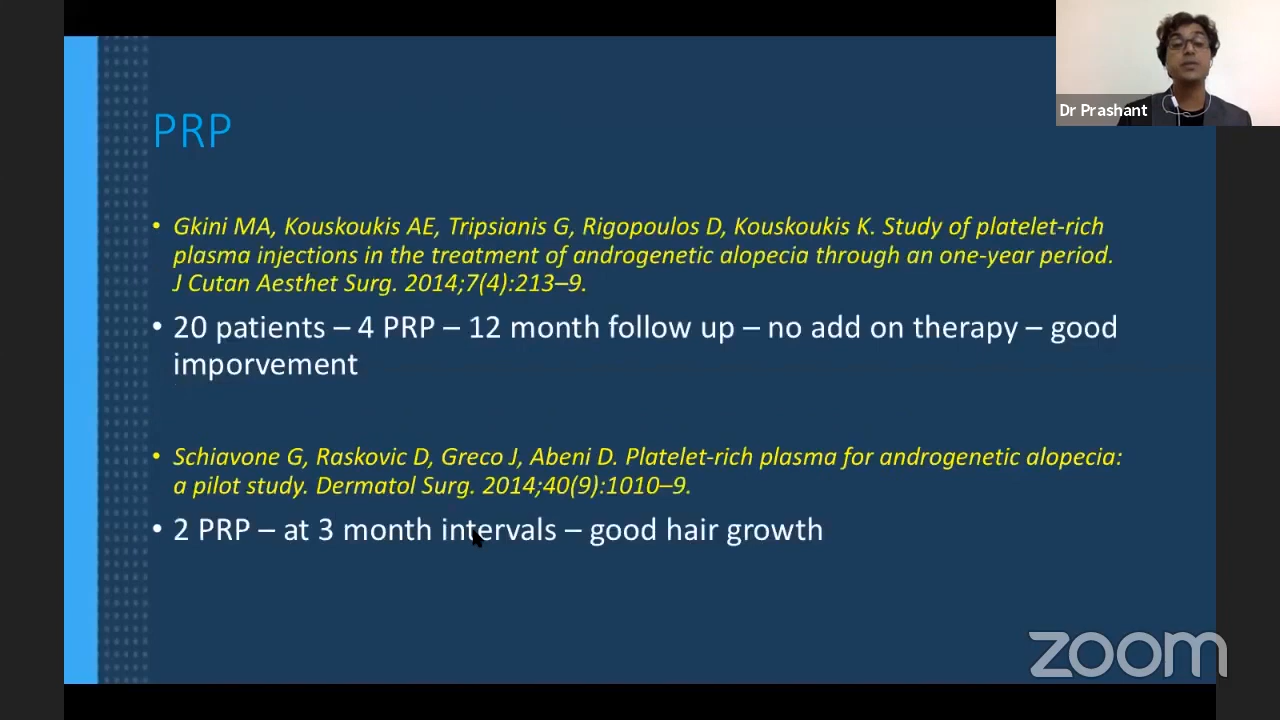 Dr Prashant
PRP
• Gkini MA, Kouskoukis AE, Tripsianis G, Rigopoulos D, Kouskoukis K. Study of platelet-rich
plasma injections in the treatment of androgenetic alopecia through an one-year period.
J Cutan Aesthet Surg. 2014;7(4):213–9.
• 20 patients – 4 PRP – 12 month follow up – no add on therapy – good
imporvement
• Schiavone G, Raskovic D, Greco J, Abeni D. Platelet-rich plasma for androgenetic alopecia:
a pilot study. Dermatol Surg. 2014;40(9):1010–9.
• 2 PRP – at 3 month intervals – good hair growth
zoom